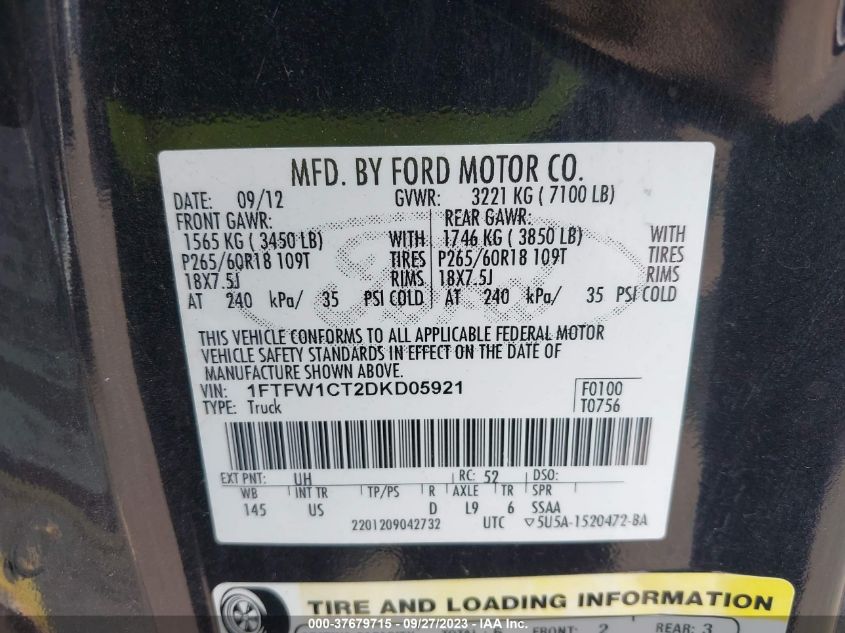 MFD. BY FORD MOTOR CO.
DATE: 09/12 GVWR: 3221 KG ( 7100 LB)
FRONT GAWR: REAR GAWR:
1565 KG ( 3450 LB) WITH 1746 KG ( 3850 LB) WITH
P265/60R18 109T TIRES P265/60R18 109T TIRES
18X7.5J RIMS 18X7.5J RIMS
AT 240 kPa/ 35 PSI COLD AT 240 kPa/ 35 PSI COLD
THIS VEHICLE CONFORMS TO ALL APPLICABLE FEDERAL MOTOR
VEHICLE SAFETY STANDARDS IN EFFECT ON THE DATE OF
MANUFACTURE SHOWN ABOVE.
VIN: 1FTFW1CT2DKD05921 F0100
TYPE: Truck T0756
EXT PNT: UH RC: 52 DSO:
WB INT TR TP/PS R AXLE TR SPR
145 US D L9 6 SSAA
2201209042732 UTC ▽5U5A-1520472-BA
TIRE AND LOADING INFORMATION
000-37679715 - 09/27/2023 - IAA Inc.
TOTAL: 6 FRONT: 2 REAR: 3